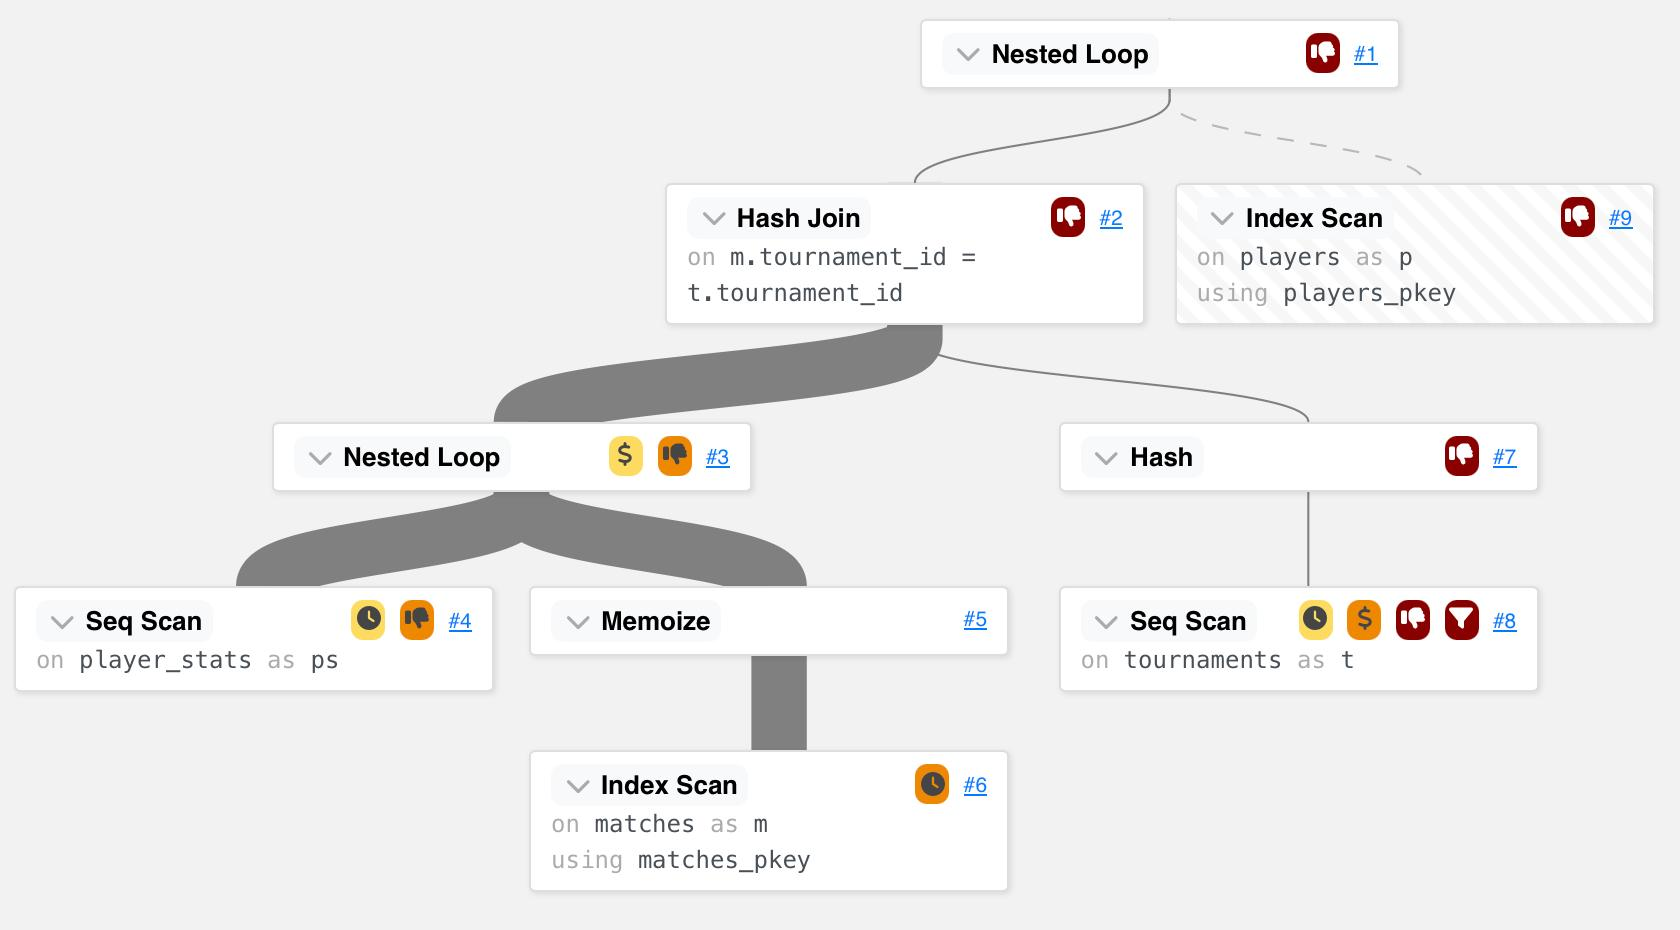 Nested Loop #1
Hash Join #2
on m.tournament_id =
t.tournament_id
Index Scan #9
on players as p
using players_pkey
Nested Loop $ #3
Hash #7
Seq Scan #4
on player_stats as ps
Memoize #5
Seq Scan $ #8
on tournaments as t
Index Scan #6
on matches as m
using matches_pkey